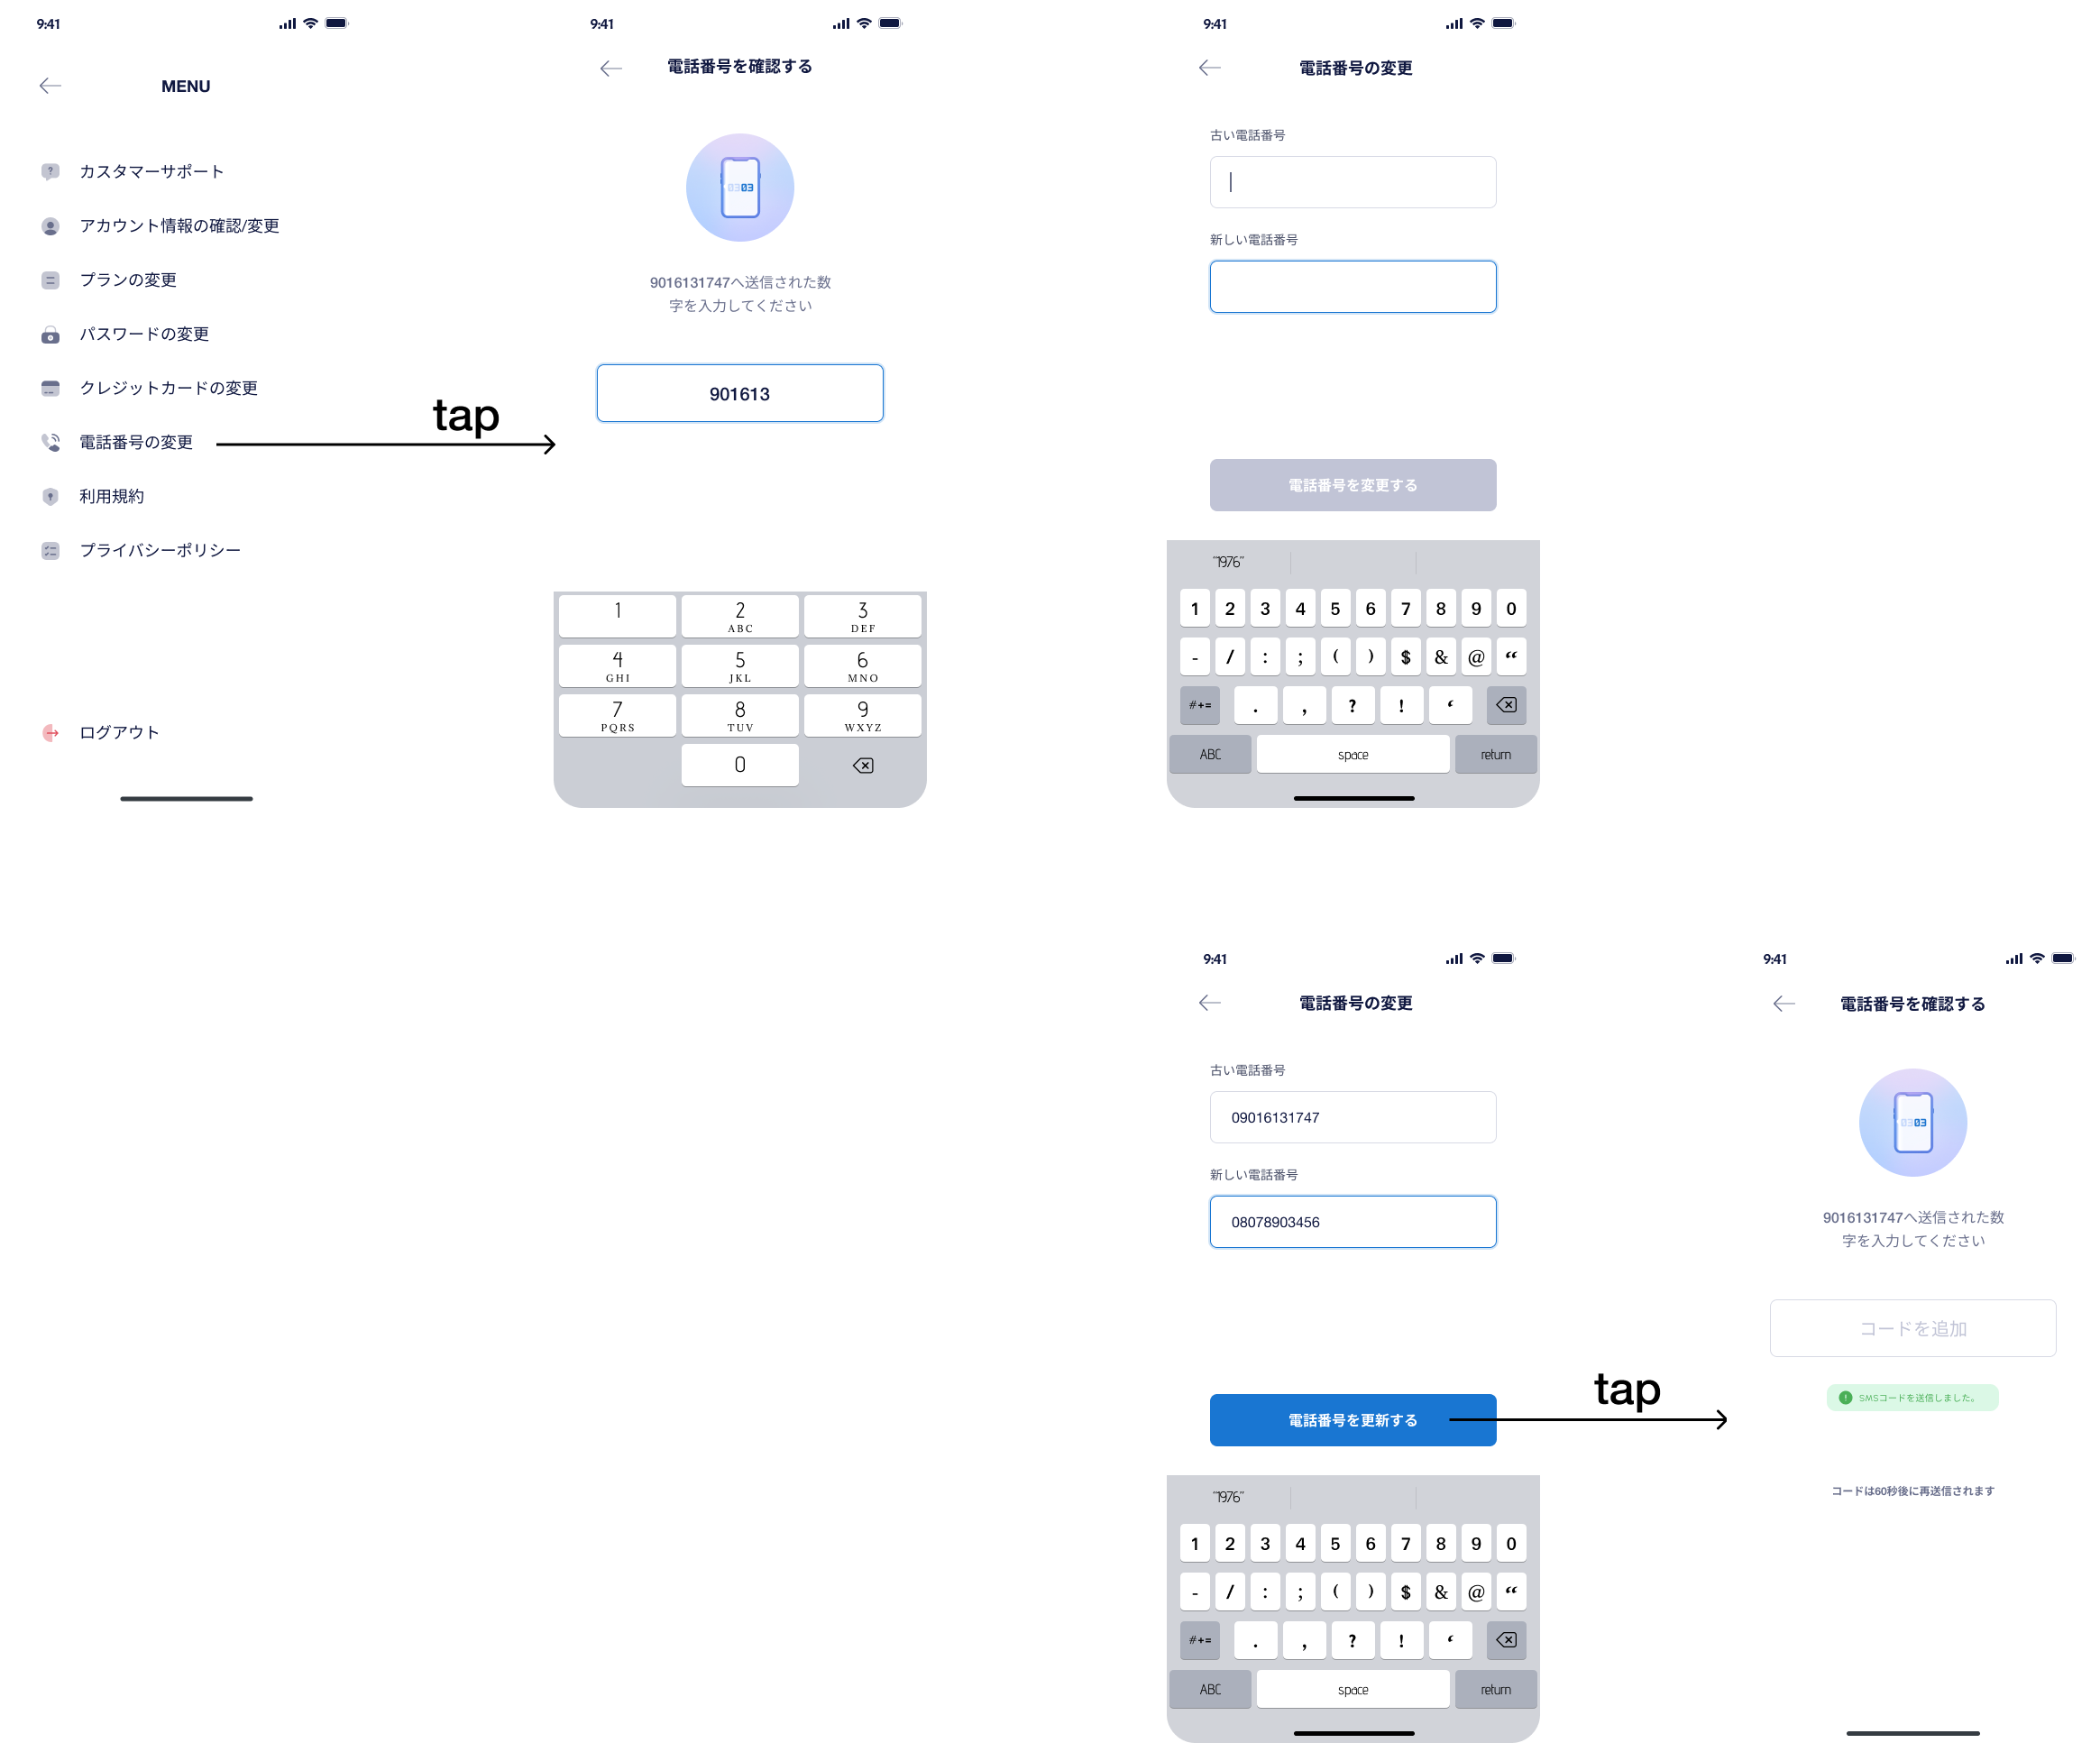 9:41
MENU
カスタマーサポート
アカウント情報の確認/変更
プランの変更
パスワードの変更
クレジットカードの変更
電話番号の変更
利用規約
プライバシーポリシー
ログアウト
tap
9:41
電話番号を確認する
0303
9016131747へ送信された数
字を入力してください
901613
1 2 3
ABC DEF
4 5 6
GHI JKL MNO
7 8 9
PQRS TUV WXYZ
0
9:41
電話番号の変更
古い電話番号
新しい電話番号
電話番号を変更する
"1976"
1 2 3 4 5 6 7 8 9 0
- / : ; ( ) $ & @ “
#+= . , ? ! ‘
ABC space return
9:41
電話番号の変更
古い電話番号
09016131747
新しい電話番号
08078903456
電話番号を更新する
"1976"
1 2 3 4 5 6 7 8 9 0
- / : ; ( ) $ & @ “
#+= . , ? ! ‘
ABC space return
tap
9:41
電話番号を確認する
0303
9016131747へ送信された数
字を入力してください
コードを追加
SMSコードを送信しました。
コードは60秒後に再送信されます